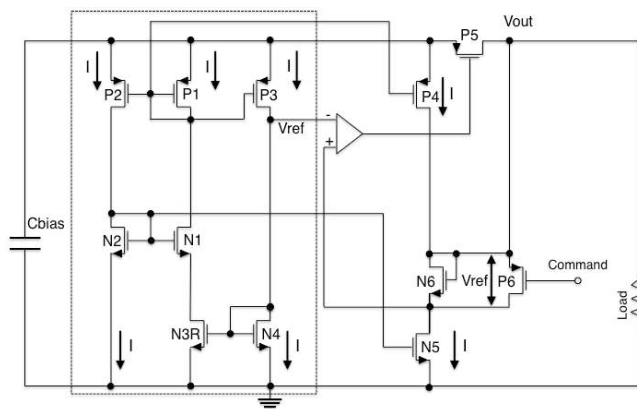 Vout
P5
I
I
I
P2
P1
P3
P4
I
Vref
-
+
Cbias
N2
N1
N6
Vref
P6
Command
Load
N3R
N4
N5
I
I
I